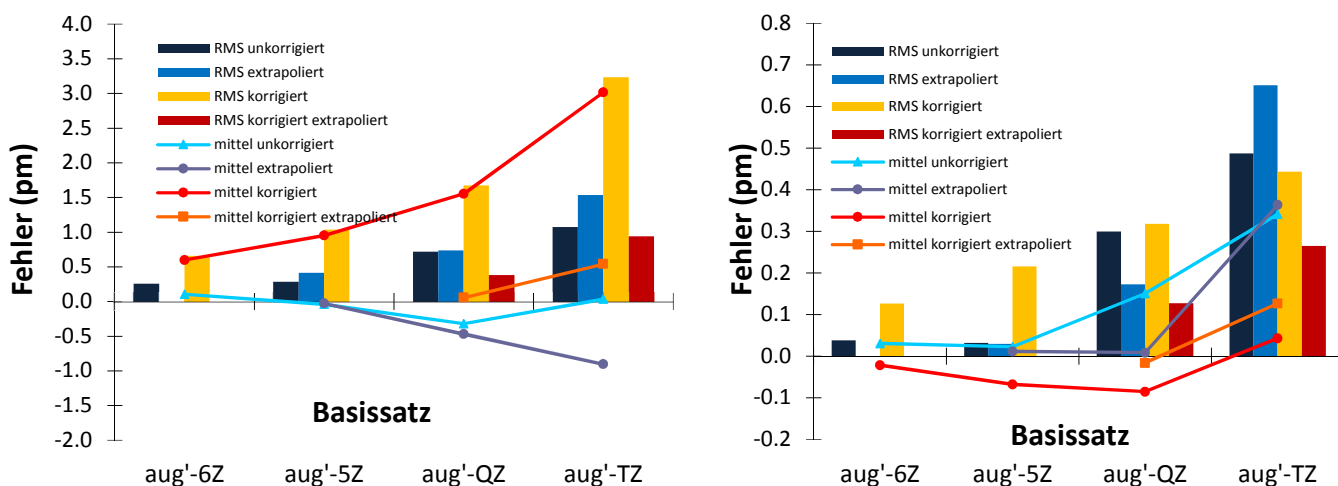 4.0
3.5
3.0
2.5
2.0
1.5
1.0
0.5
0.0
-0.5
-1.0
-1.5
-2.0
Fehler (pm)
RMS unkorrigiert
RMS extrapoliert
RMS korrigiert
RMS korrigiert extrapoliert
mittel unkorrigiert
mittel extrapoliert
mittel korrigiert
mittel korrigiert extrapoliert
Basissatz
aug'-6Z aug'-5Z aug'-QZ aug'-TZ
0.8
0.7
0.6
0.5
0.4
0.3
0.2
0.1
0.0
-0.1
-0.2
Fehler (pm)
RMS unkorrigiert
RMS extrapoliert
RMS korrigiert
RMS korrigiert extrapoliert
mittel unkorrigiert
mittel extrapoliert
mittel korrigiert
mittel korrigiert extrapoliert
Basissatz
aug'-6Z aug'-5Z aug'-QZ aug'-TZ